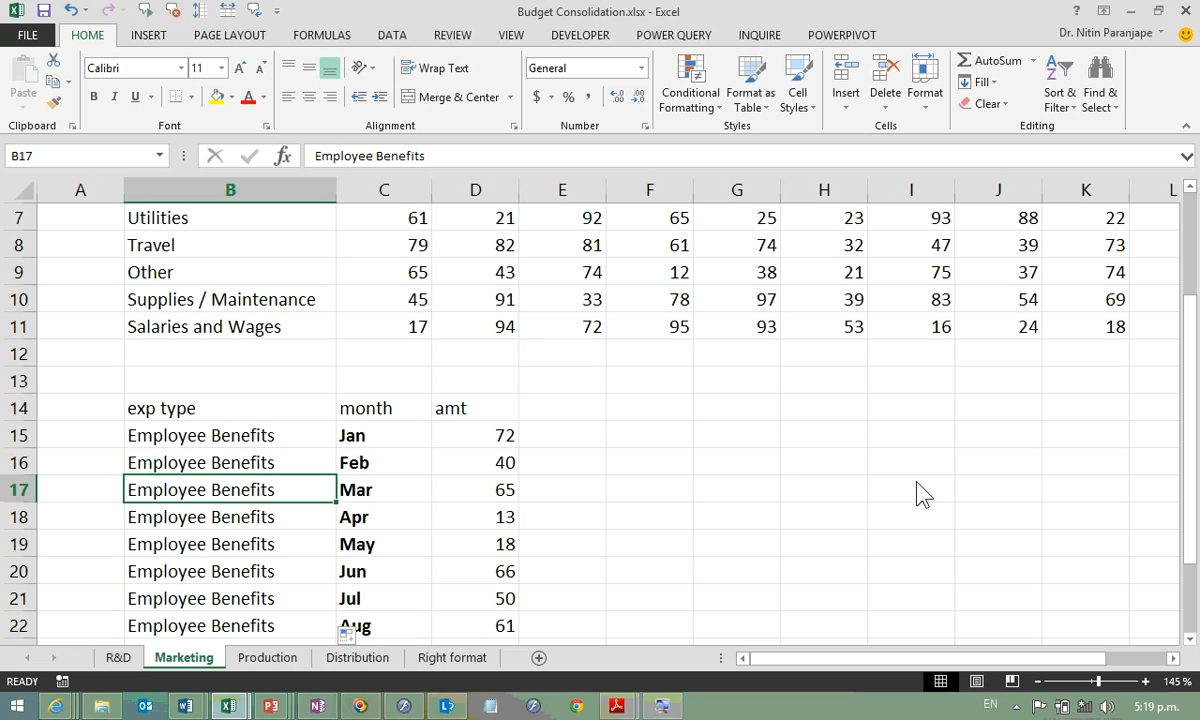 Budget Consolidation.xlsx - Excel
FILE HOME INSERT PAGE LAYOUT FORMULAS DATA REVIEW VIEW DEVELOPER POWER QUERY INQUIRE POWERPIVOT Dr. Nitin Paranjape
Paste Calibri 11 Wrap Text General Conditional Formatting Format as Table Cell Styles Insert Delete Format AutoSum Sort & Filter Find & Select
B I U A Merge & Center $ % , Fill
Clear
Clipboard Font Alignment Number Styles Cells Editing
B17 fx Employee Benefits
A B C D E F G H I J K L
7 Utilities 61 21 92 65 25 23 93 88 22
8 Travel 79 82 81 61 74 32 47 39 73
9 Other 65 43 74 12 38 21 75 37 74
10 Supplies / Maintenance 45 91 33 78 97 39 83 54 69
11 Salaries and Wages 17 94 72 95 93 53 16 24 18
12
13
14 exp type month amt
15 Employee Benefits Jan 72
16 Employee Benefits Feb 40
17 Employee Benefits Mar 65
18 Employee Benefits Apr 13
19 Employee Benefits May 18
20 Employee Benefits Jun 66
21 Employee Benefits Jul 50
22 Employee Benefits Aug 61
R&D Marketing Production Distribution Right format
READY 145 %
EN 5:19 p.m.